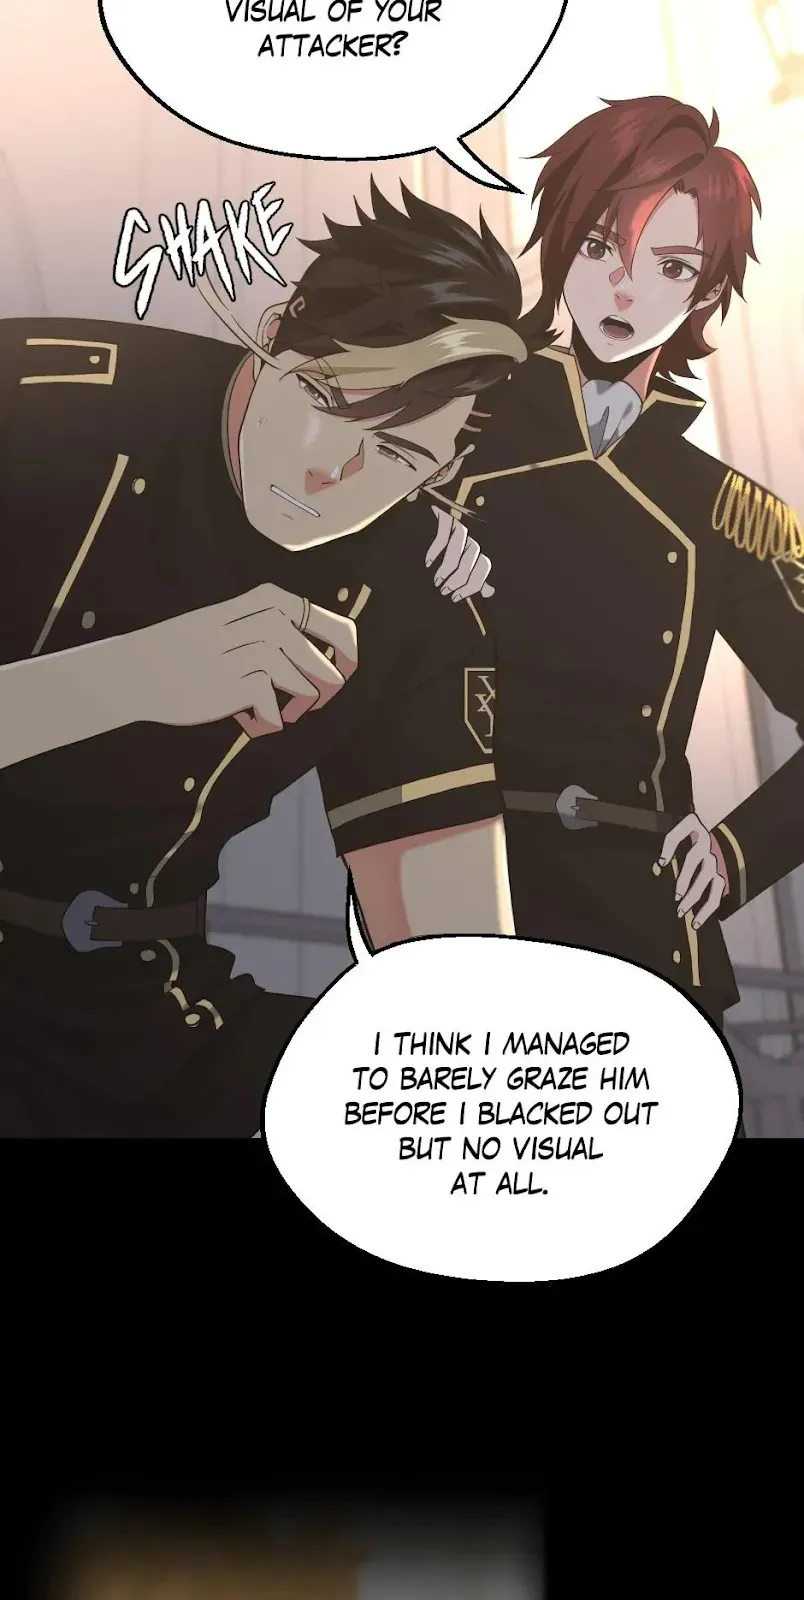 VISUAL OF YOUR
ATTACKER?
SHAKE
I THINK I MANAGED
TO BARELY GRAZE HIM
BEFORE I BLACKED OUT
BUT NO VISUAL
AT ALL.